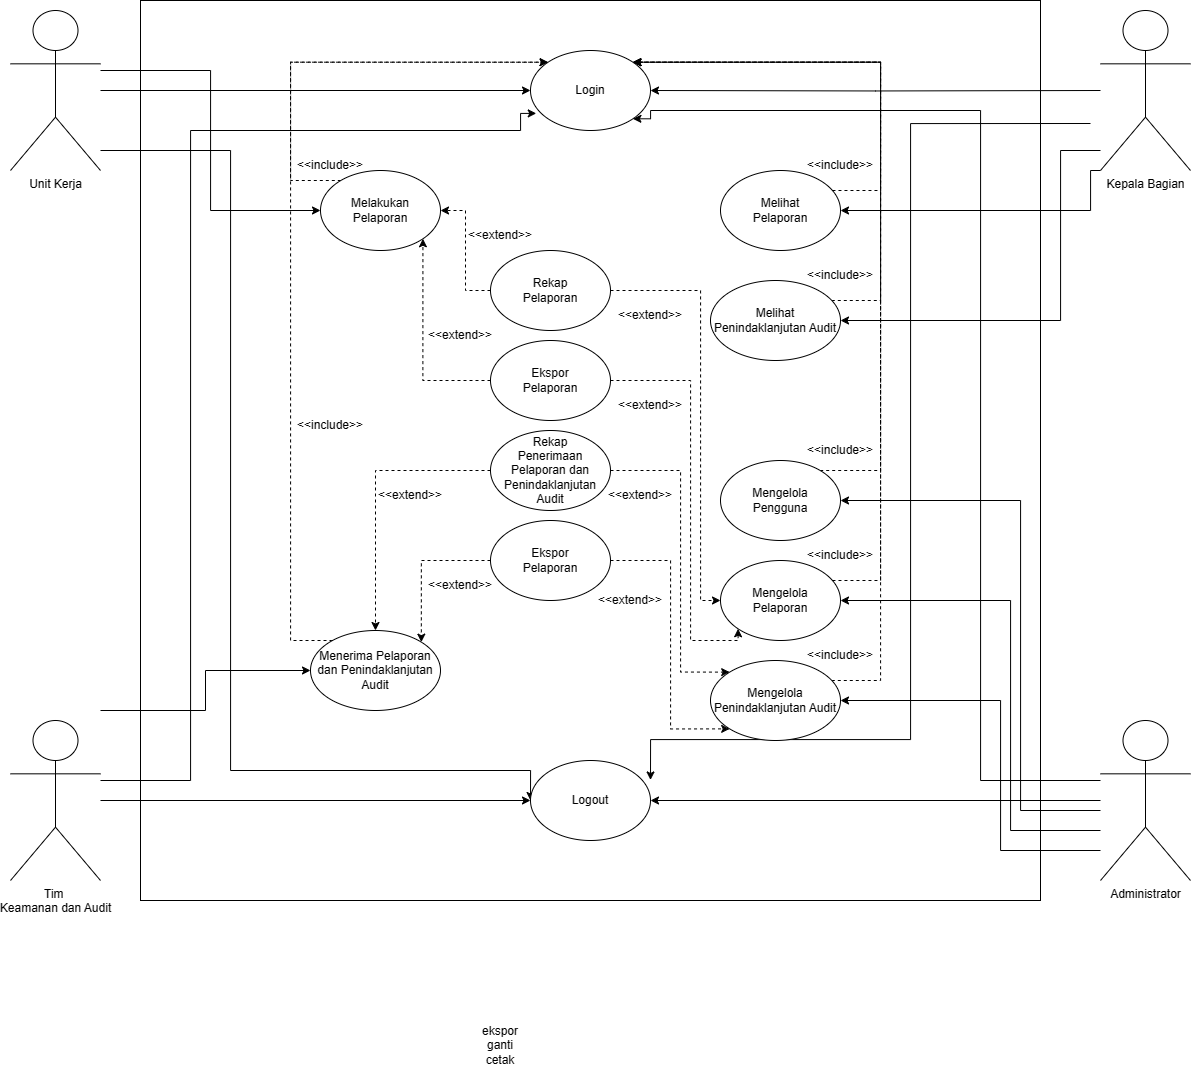 Login
Unit Kerja
Kepala Bagian
<<include>>
<<include>>
Melakukan
Pelaporan
Melihat
Pelaporan
<<extend>>
<<include>>
Rekap
Pelaporan
<<extend>>
Melihat
Penindaklanjutan Audit
<<extend>>
Ekspor
Pelaporan
<<extend>>
<<include>>
<<include>>
Rekap
Penerimaan
Pelaporan dan
Penindaklanjutan
Audit
<<extend>>
<<extend>>
Mengelola
Pengguna
Ekspor
Pelaporan
<<include>>
<<extend>>
<<extend>>
Mengelola
Pelaporan
<<include>>
Menerima Pelaporan
dan Penindaklanjutan
Audit
Mengelola
Penindaklanjutan Audit
Logout
Tim
Keamanan dan Audit
Administrator
ekspor
ganti
cetak